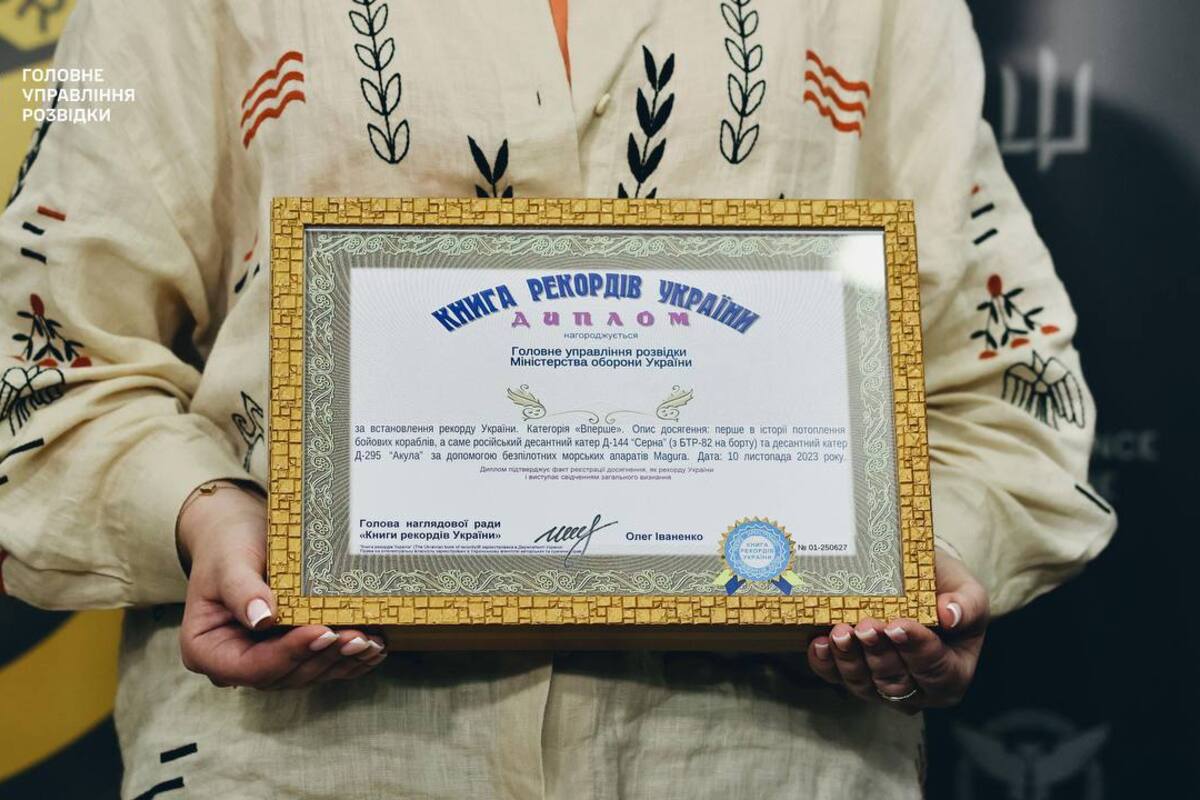 ГОЛОВНЕ
УПРАВЛІННЯ
РОЗВІДКИ
КНИГА РЕКОРДІВ УКРАЇНИ
ДИПЛОМ
нагороджується
Головне управління розвідки
Міністерства оборони України
за встановлення рекорду України. Категорія «Вперше». Опис досягнення: перше в історії потоплення
бойових кораблів, а саме російський десантний катер Д-144 “Серна” (з БТР-82 на борту) та десантний катер
Д-295 “Акула” за допомогою безпілотних морських апаратів Magura. Дата: 10 листопада 2023 року.
Диплом підтверджує факт реєстрації досягнення, як рекорду України
і виступає свідченням загального визнання
Голова наглядової ради
«Книги рекордів України»
Олег Іваненко
КНИГА
РЕКОРДІВ
УКРАЇНИ
№ 01-250627